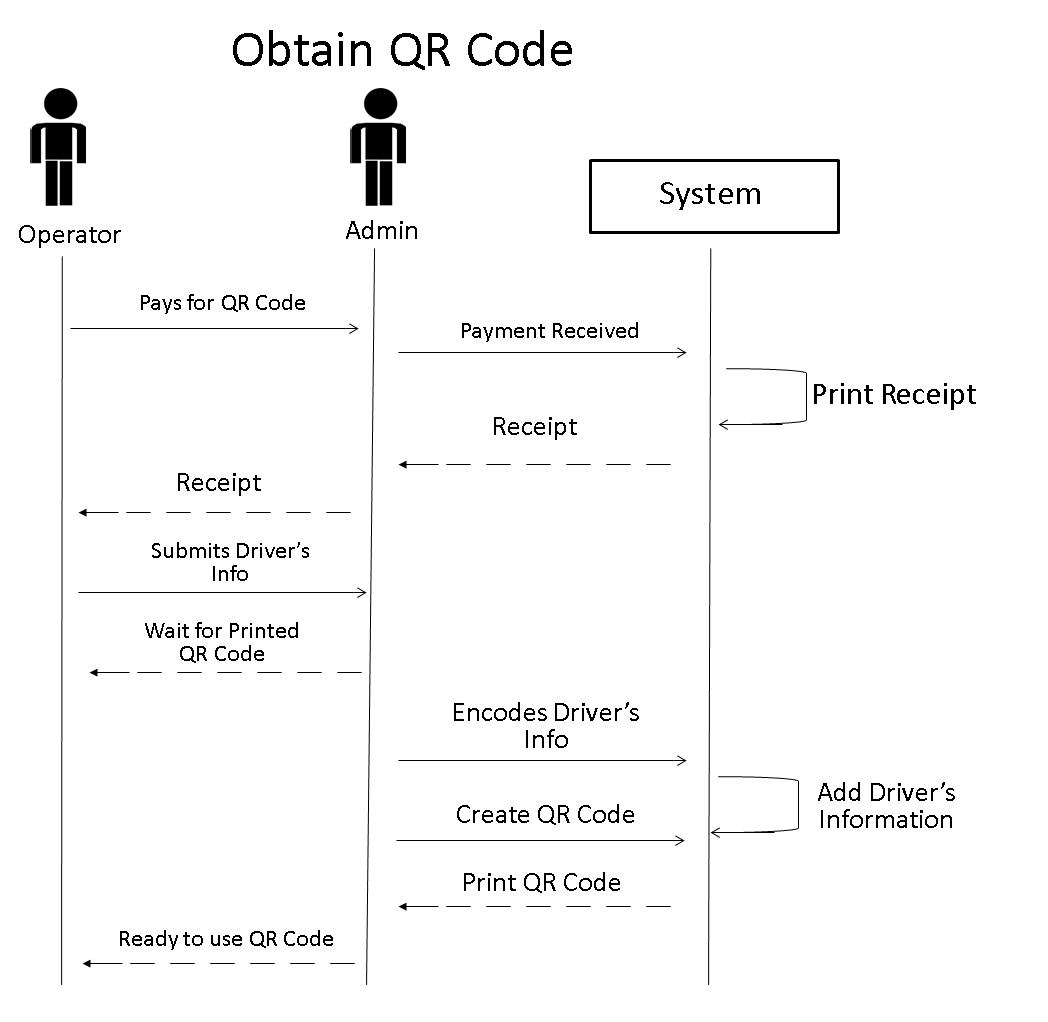 Obtain QR Code
Operator
Admin
System
Pays for QR Code
Payment Received
Print Receipt
Receipt
Receipt
Submits Driver’s
Info
Wait for Printed
QR Code
Encodes Driver’s
Info
Add Driver’s
Information
Create QR Code
Print QR Code
Ready to use QR Code